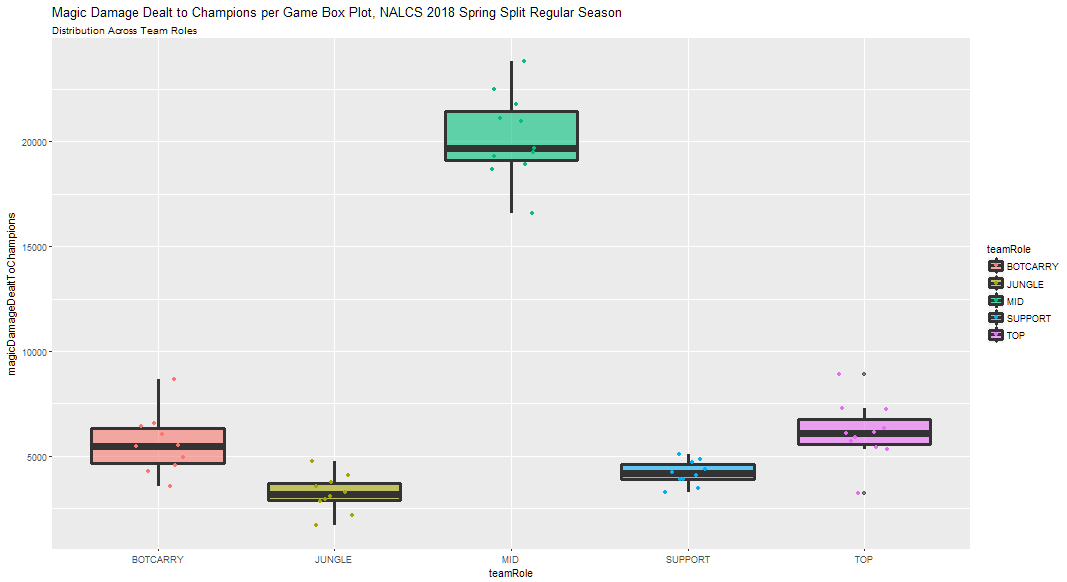 Magic Damage Dealt to Champions per Game Box Plot, NALCS 2018 Spring Split Regular Season
Distribution Across Team Roles
magicDamageDealtToChampions
20000
15000
10000
5000
BOTCARRY
JUNGLE
MID
SUPPORT
TOP
teamRole
teamRole
BOTCARRY
JUNGLE
MID
SUPPORT
TOP